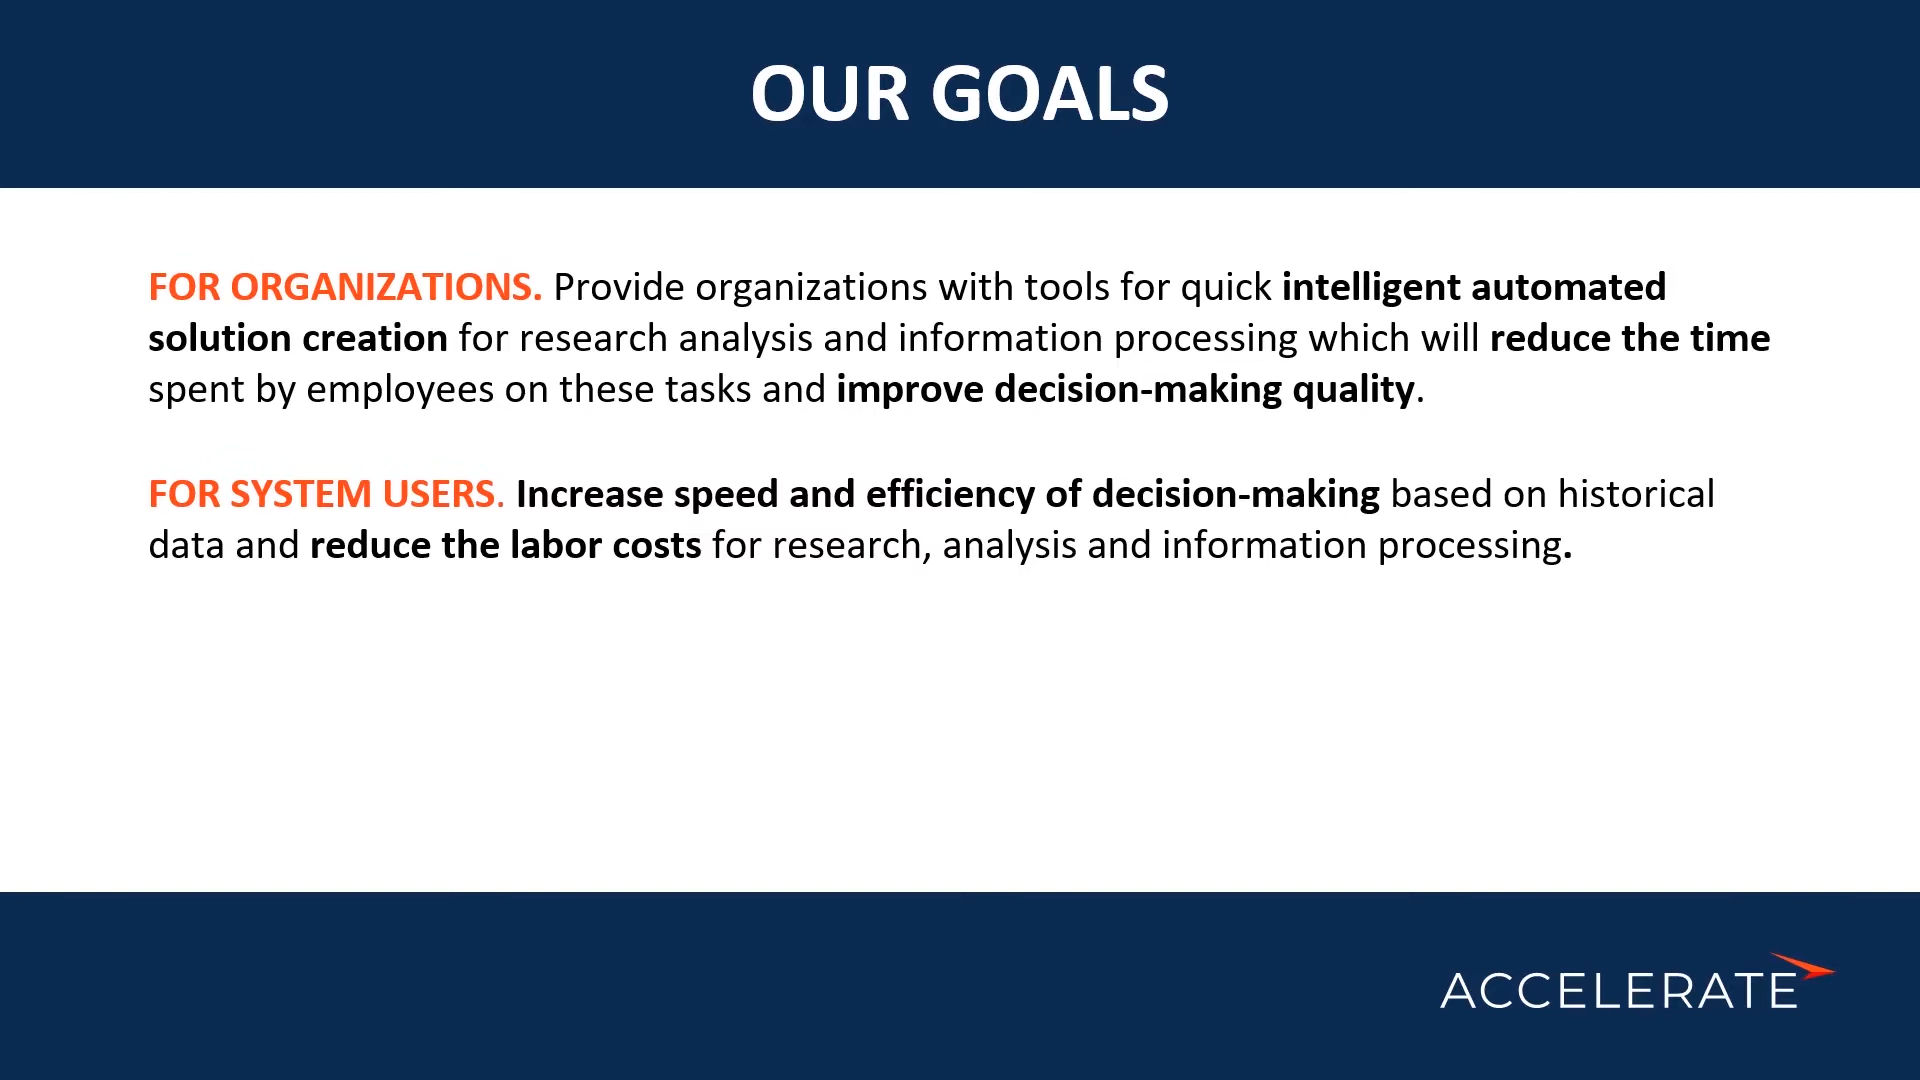 OUR GOALS
FOR ORGANIZATIONS. Provide organizations with tools for quick intelligent automated
solution creation for research analysis and information processing which will reduce the time
spent by employees on these tasks and improve decision-making quality.
FOR SYSTEM USERS. Increase speed and efficiency of decision-making based on historical
data and reduce the labor costs for research, analysis and information processing.
ACCELERATE